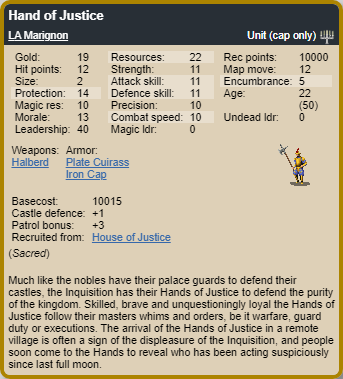 Hand of Justice
LA Marignon Unit (cap only)
Gold: 19 Resources: 22 Rec points: 10000
Hit points: 12 Strength: 11 Map move: 12
Size: 2 Attack skill: 11 Encumbrance: 5
Protection: 14 Defence skill: 11 Age: 22
Magic res: 10 Precision: 10 (50)
Morale: 13 Combat speed: 10 Undead ldr: 0
Leadership: 40 Magic ldr: 0
Weapons: Armor:
Halberd Plate Cuirass
Iron Cap
Basecost: 10015
Castle defence: +1
Patrol bonus: +3
Recruited from: House of Justice
(Sacred)
Much like the nobles have their palace guards to defend their
castles, the Inquisition has their Hands of Justice to defend the purity
of the kingdom. Skilled, brave and unquestioningly loyal the Hands of
Justice follow their masters whims and orders, be it warfare, guard
duty or executions. The arrival of the Hands of Justice in a remote
village is often a sign of the displeasure of the Inquisition, and people
soon come to the Hands to reveal who has been acting suspiciously
since last full moon.